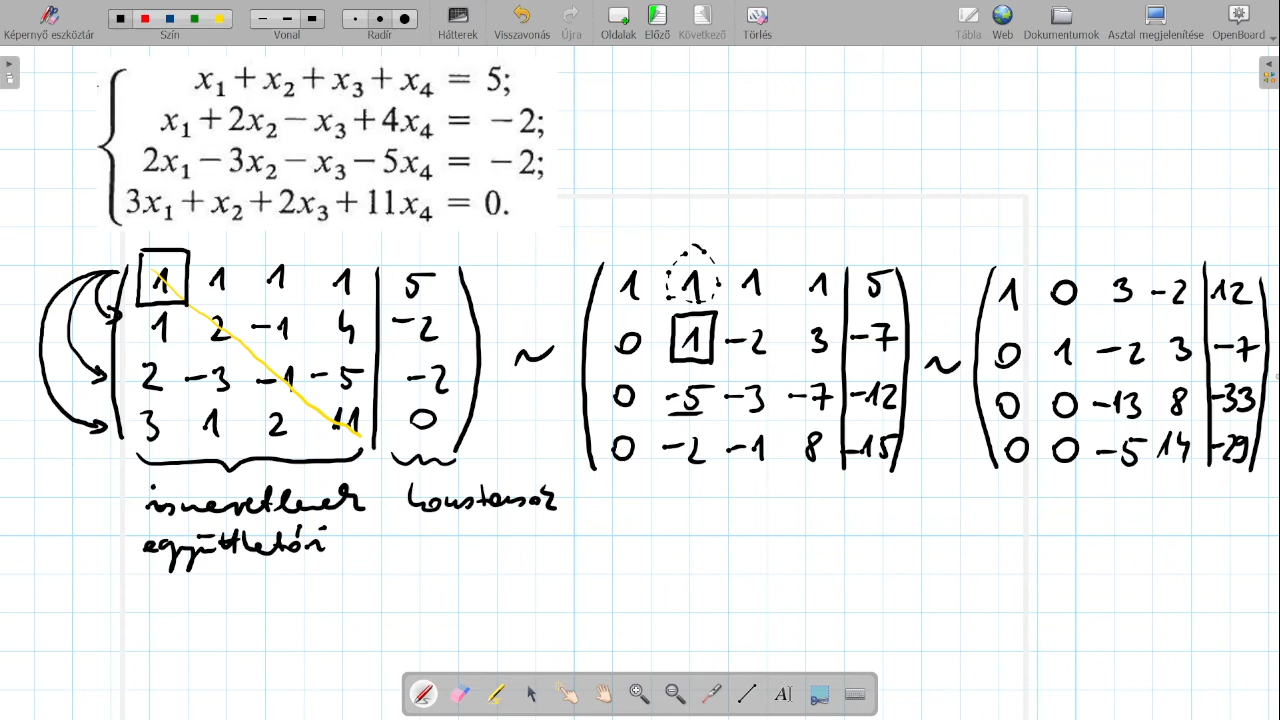 Képernyő eszköztár Szín Vonal Radír Hátterek Visszavonás Újra Oldalak Előző Következő Törlés Tábla Web Dokumentumok Asztal megjelenítése OpenBoard
x₁ + x₂ + x₃ + x₄ = 5;
x₁ + 2x₂ − x₃ + 4x₄ = −2;
2x₁ − 3x₂ − x₃ − 5x₄ = −2;
3x₁ + x₂ + 2x₃ + 11x₄ = 0.
1 1 1 1 | 5
1 2 -1 4 | -2
2 -3 -1 -5 | -2
3 1 2 11 | 0
~
1 1 1 1 | 5
0 1 -2 3 | -7
0 -5 -3 -7 | -12
0 -2 -1 8 | -15
~
1 0 3 -2 | 12
0 1 -2 3 | -7
0 0 -13 8 | -33
0 0 -5 14 | -29
ismeretlenek
együtthatói
konstansok